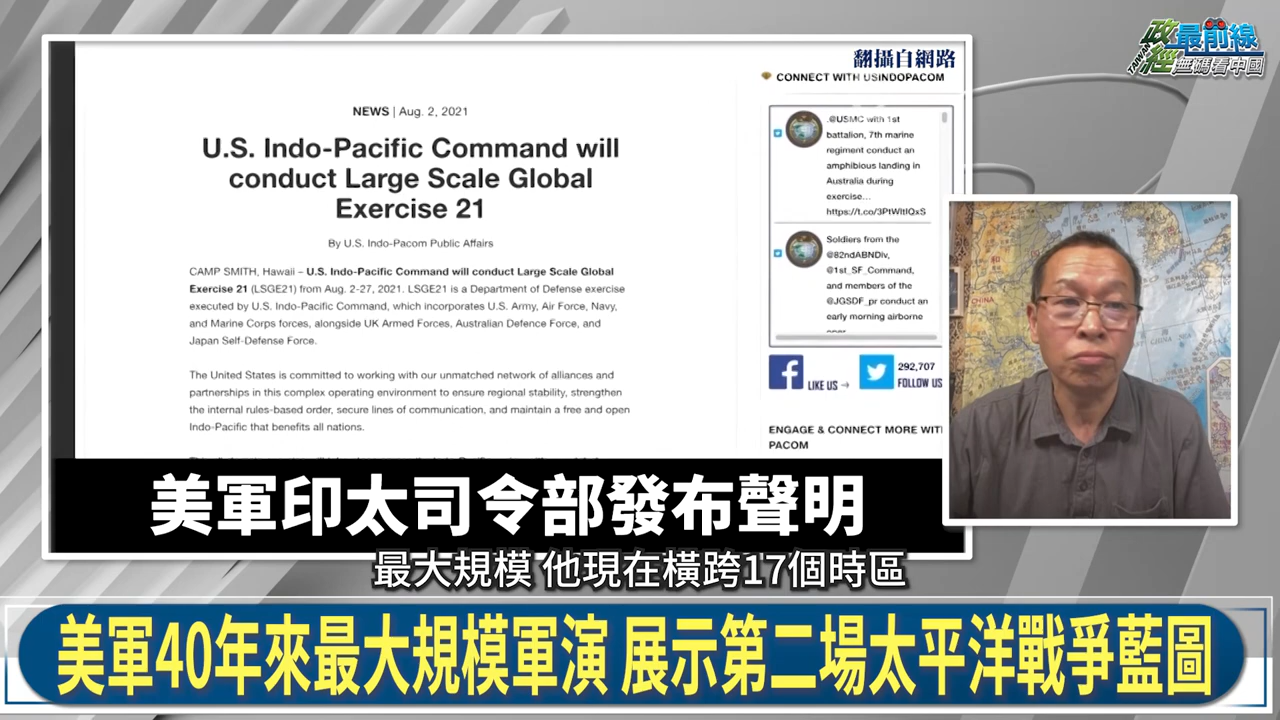 政經最前線
TAIWAN
無碼看中國
翻攝自網路
CONNECT WITH USINDOPACOM
NEWS | Aug. 2, 2021
U.S. Indo-Pacific Command will
conduct Large Scale Global
Exercise 21
By U.S. Indo-Pacom Public Affairs
CAMP SMITH, Hawaii – U.S. Indo-Pacific Command will conduct Large Scale Global
Exercise 21 (LSGE21) from Aug. 2-27, 2021. LSGE21 is a Department of Defense exercise
executed by U.S. Indo-Pacific Command, which incorporates U.S. Army, Air Force, Navy,
and Marine Corps forces, alongside UK Armed Forces, Australian Defence Force, and
Japan Self-Defense Force.
The United States is committed to working with our unmatched network of alliances and
partnerships in this complex operating environment to ensure regional stability, strengthen
the internal rules-based order, secure lines of communication, and maintain a free and open
Indo-Pacific that benefits all nations.
.@USMC with 1st
battalion, 7th marine
regiment conduct an
amphibious landing in
Australia during
exercise…
https://t.co/3PtWltIQxS
Soldiers from the
@82ndABNDiv,
@1st_SF_Command,
and members of the
@JGSDF_pr conduct an
early morning airborne
LIKE US →
292,707
FOLLOW US
ENGAGE & CONNECT MORE WITH
PACOM
CHINA
美軍印太司令部發布聲明
最大規模 他現在橫跨17個時區
美軍40年來最大規模軍演 展示第二場太平洋戰爭藍圖